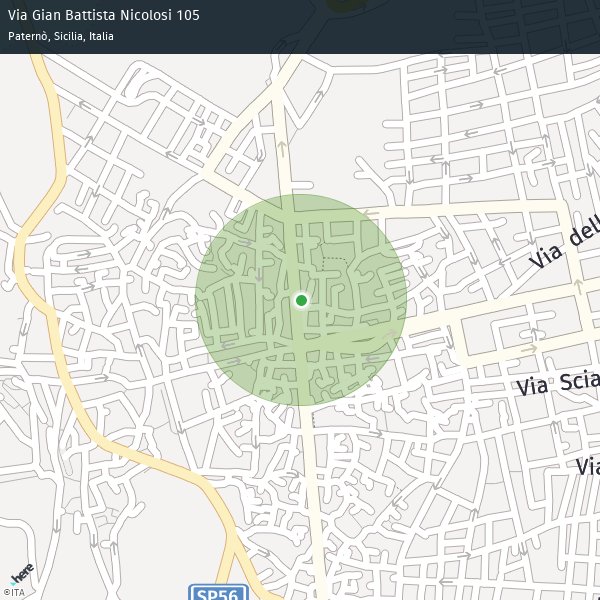 Via Gian Battista Nicolosi 105
Paternò, Sicilia, Italia
Via dell
Via Scia
Via
here
©ITA
SP56